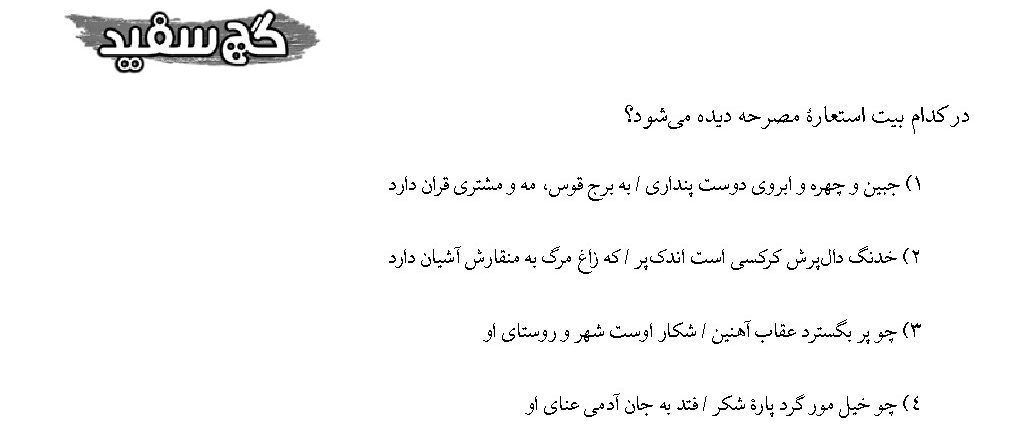 گچ سفید
در کدام بیت استعارهٔ مصرحه دیده می‌شود؟
۱) جبین و چهره و ابروی دوست پنداری / به برج قوس، مه و مشتری قران دارد
۲) خدنگ دال‌پرش کرکسی است اندک‌پر / که زاغ مرگ به منقارش آشیان دارد
۳) چو پر بگسترد عقاب آهنین / شکار اوست شهر و روستای او
۴) چو خیل مور گرد پارهٔ شکر / فتد به جان آدمی عنای او